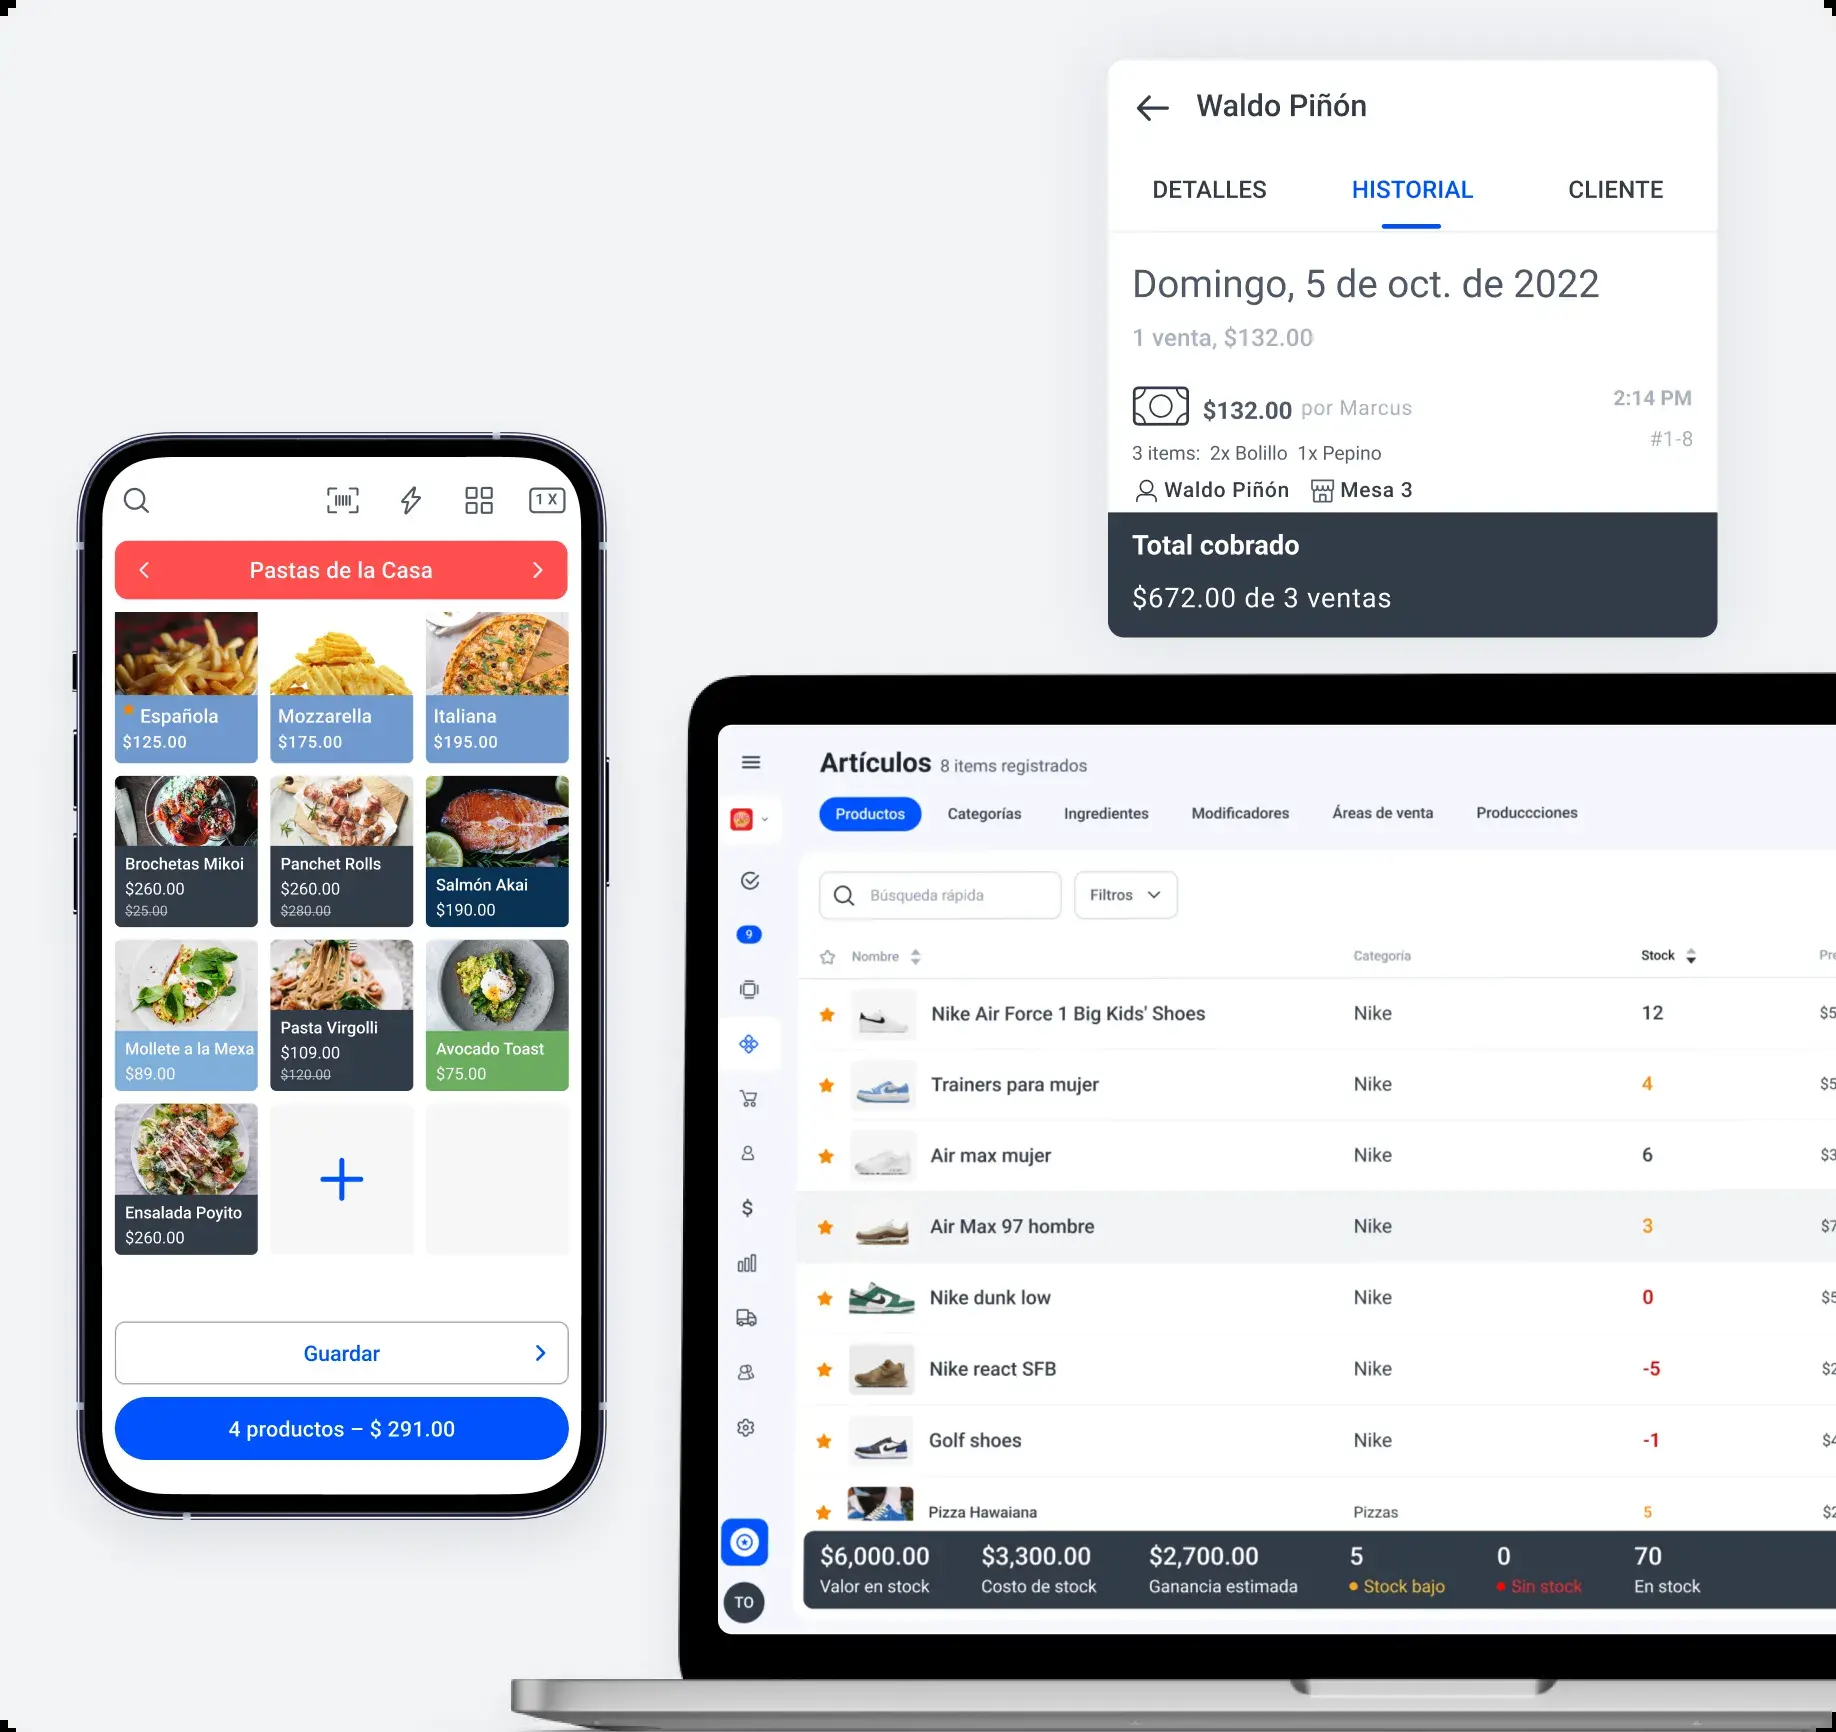 Waldo Piñón
DETALLES HISTORIAL CLIENTE
Domingo, 5 de oct. de 2022
1 venta, $132.00
$132.00 por Marcus 2:14 PM
#1-8
3 items: 2x Bolillo 1x Pepino
Waldo Piñón Mesa 3
Total cobrado
$672.00 de 3 ventas
1 X
Pastas de la Casa
Española Mozzarella Italiana
$125.00 $175.00 $195.00
Brochetas Mikoi Panchet Rolls Salmón Akai
$260.00 $260.00 $190.00
$25.00 $280.00
Mollete a la Mexa Pasta Virgolli Avocado Toast
$89.00 $109.00 $75.00
$120.00
Ensalada Poyito
$260.00
Guardar
4 productos – $ 291.00
Artículos 8 items registrados
Productos Categorías Ingredientes Modificadores Áreas de venta Produccciones
Búsqueda rápida Filtros
9
Nombre Categoría Stock Pre
Nike Air Force 1 Big Kids' Shoes Nike 12 $5
Trainers para mujer Nike 4 $5
Air max mujer Nike 6 $3
Air Max 97 hombre Nike 3 $7
Nike dunk low Nike 0 $5
Nike react SFB Nike -5 $2
Golf shoes Nike -1 $4
Pizza Hawaiana Pizzas 5 $2
$6,000.00 $3,300.00 $2,700.00 5 0 70
Valor en stock Costo de stock Ganancia estimada Stock bajo Sin stock En stock
TO